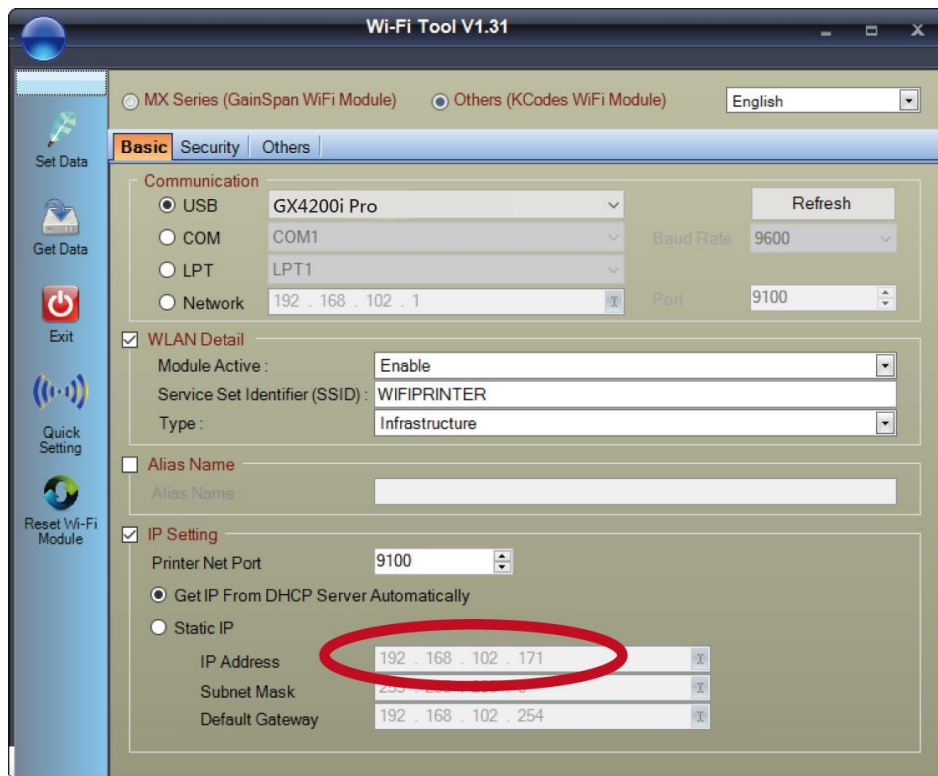 Wi-Fi Tool V1.31
MX Series (GainSpan WiFi Module) Others (KCodes WiFi Module) English
Set Data
Get Data
Exit
Quick Setting
Reset Wi-Fi Module
Basic Security Others
Communication
USB GX4200i Pro Refresh
COM COM1 Baud Rate 9600
LPT LPT1
Network 192 . 168 . 102 . 1 Port 9100
WLAN Detail
Module Active : Enable
Service Set Identifier (SSID) : WIFIPRINTER
Type : Infrastructure
Alias Name
Alias Name :
IP Setting
Printer Net Port 9100
Get IP From DHCP Server Automatically
Static IP
IP Address 192 . 168 . 102 . 171
Subnet Mask
Default Gateway 192 . 168 . 102 . 254